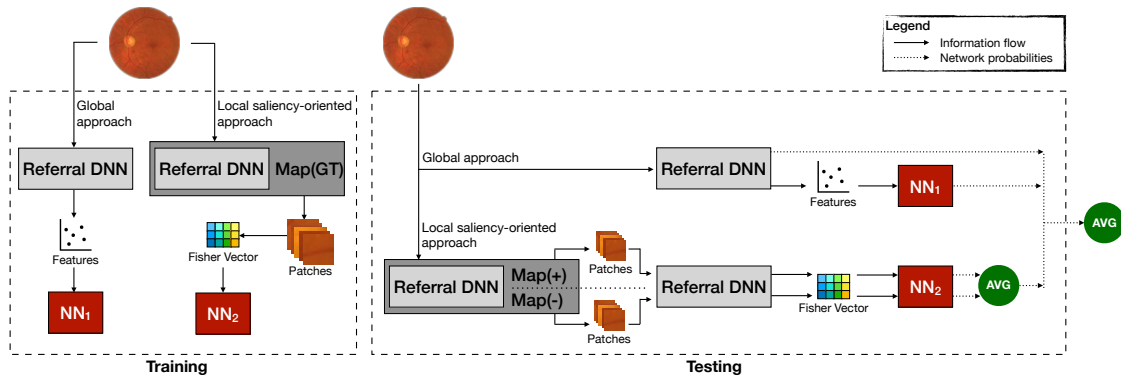 Legend
Information flow
Network probabilities
Global
approach
Local saliency-oriented
approach
Referral DNN
Referral DNN
Map(GT)
Features
Fisher Vector
Patches
NN1
NN2
Training
Global approach
Referral DNN
Features
NN1
AVG
Local saliency-oriented
approach
Referral DNN
Map(+)
Map(-)
Patches
Patches
Referral DNN
Fisher Vector
NN2
AVG
Testing